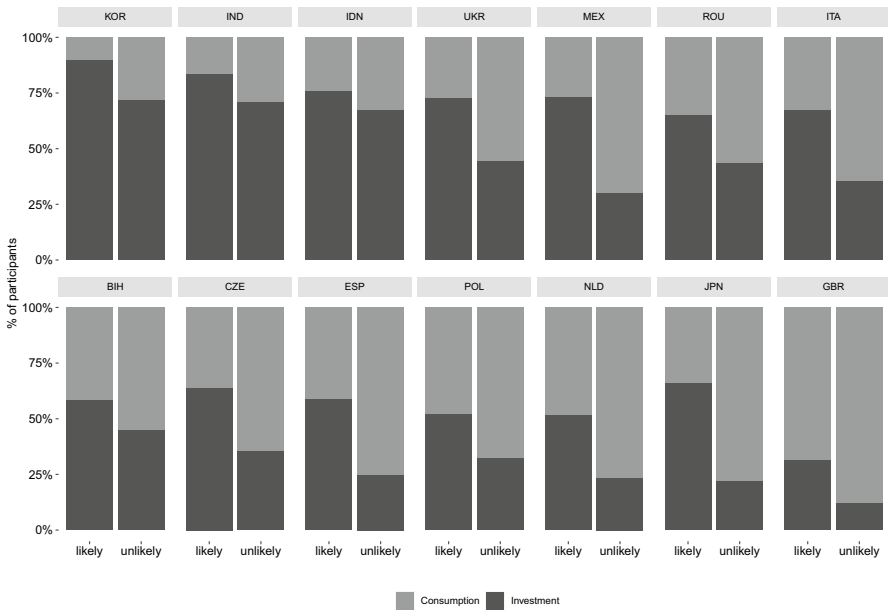 KOR IND IDN UKR MEX ROU ITA
100%
75%
50%
25%
0%
% of participants
BIH CZE ESP POL NLD JPN GBR
100%
75%
50%
25%
0%
likely unlikely likely unlikely likely unlikely likely unlikely likely unlikely likely unlikely likely unlikely
Consumption Investment